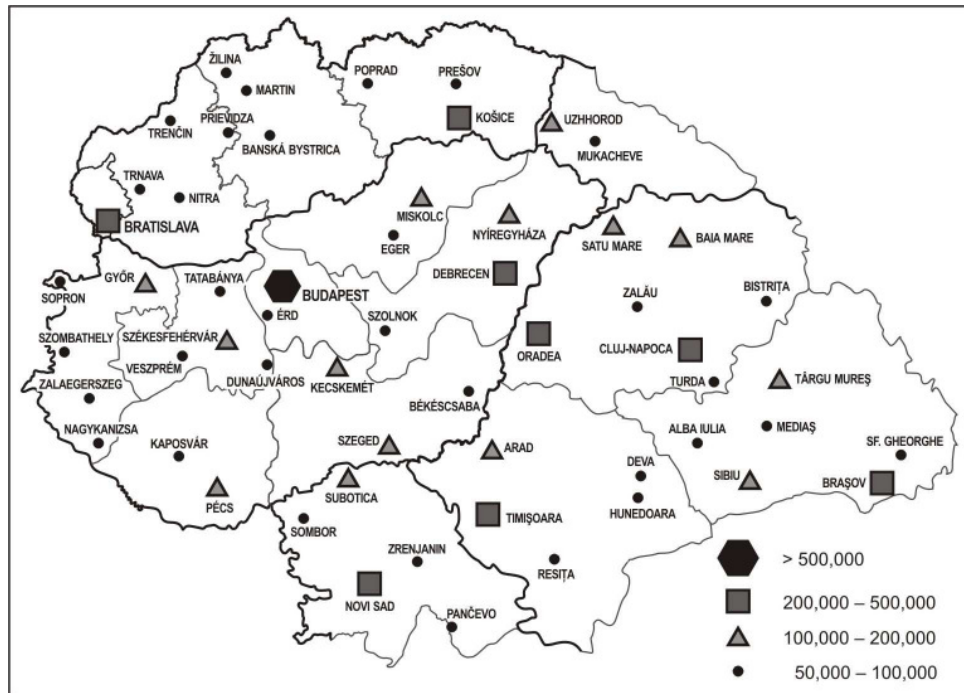 ŽILINA
MARTIN
POPRAD
PREŠOV
PRIEVIDZA
TRENČIN
BANSKÁ BYSTRICA
KOŠICE
UZHHOROD
MUKACHEVE
TRNAVA
NITRA
BRATISLAVA
MISKOLC
EGER
NYÍREGYHÁZA
SATU MARE
BAIA MARE
DEBRECEN
SOPRON
GYŐR
TATABÁNYA
BUDAPEST
ÉRD
SZOLNOK
ZALĂU
BISTRIȚA
SZOMBATHELY
SZÉKESFEHÉRVÁR
VESZPRÉM
ORADEA
CLUJ-NAPOCA
ZALAEGERSZEG
DUNAÚJVÁROS
KECSKEMÉT
TURDA
TÂRGU MUREȘ
NAGYKANIZSA
KAPOSVÁR
BÉKÉSCSABA
ALBA IULIA
MEDIAȘ
SZEGED
ARAD
SF. GHEORGHE
PÉCS
SUBOTICA
DEVA
SIBIU
BRAȘOV
SOMBOR
TIMIȘOARA
HUNEDOARA
ZRENJANIN
RESIȚA
NOVI SAD
PANČEVO
> 500,000
200,000 – 500,000
100,000 – 200,000
50,000 – 100,000